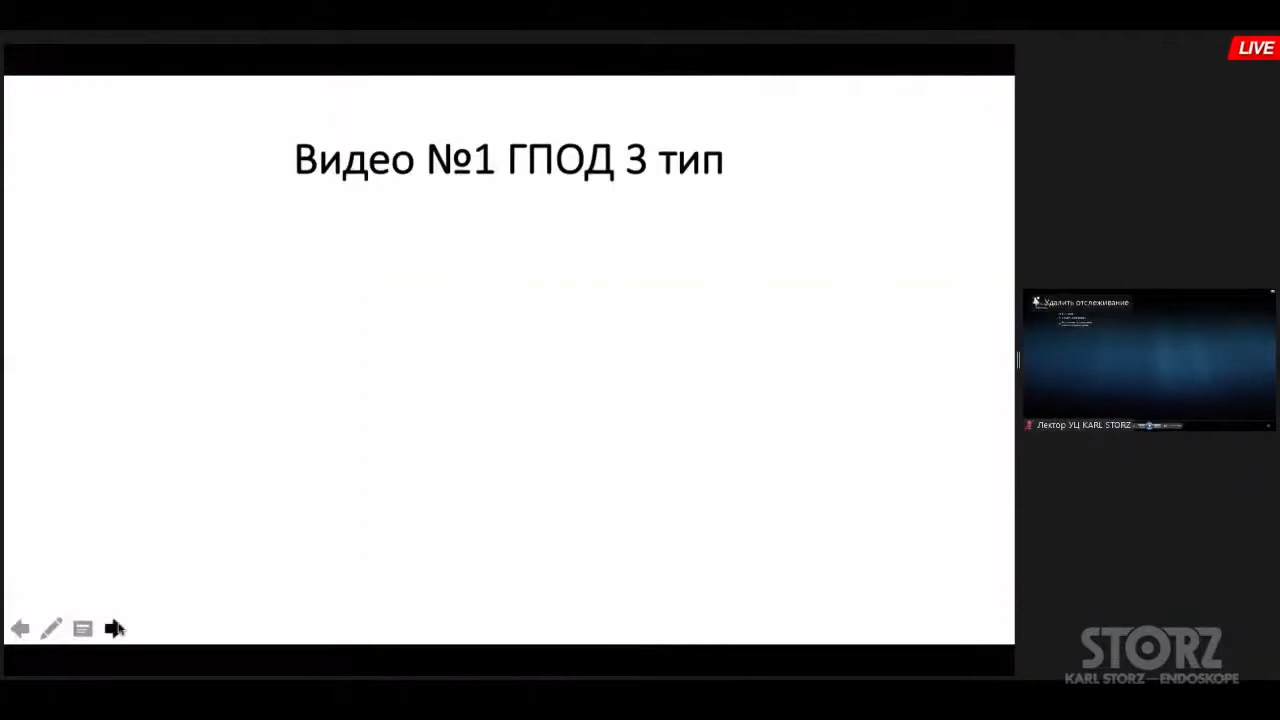 LIVE
Видео №1 ГПОД 3 тип
Удалить отслеживание
Лектор УЦ KARL STORZ
STORZ
KARL STORZ—ENDOSKOPE